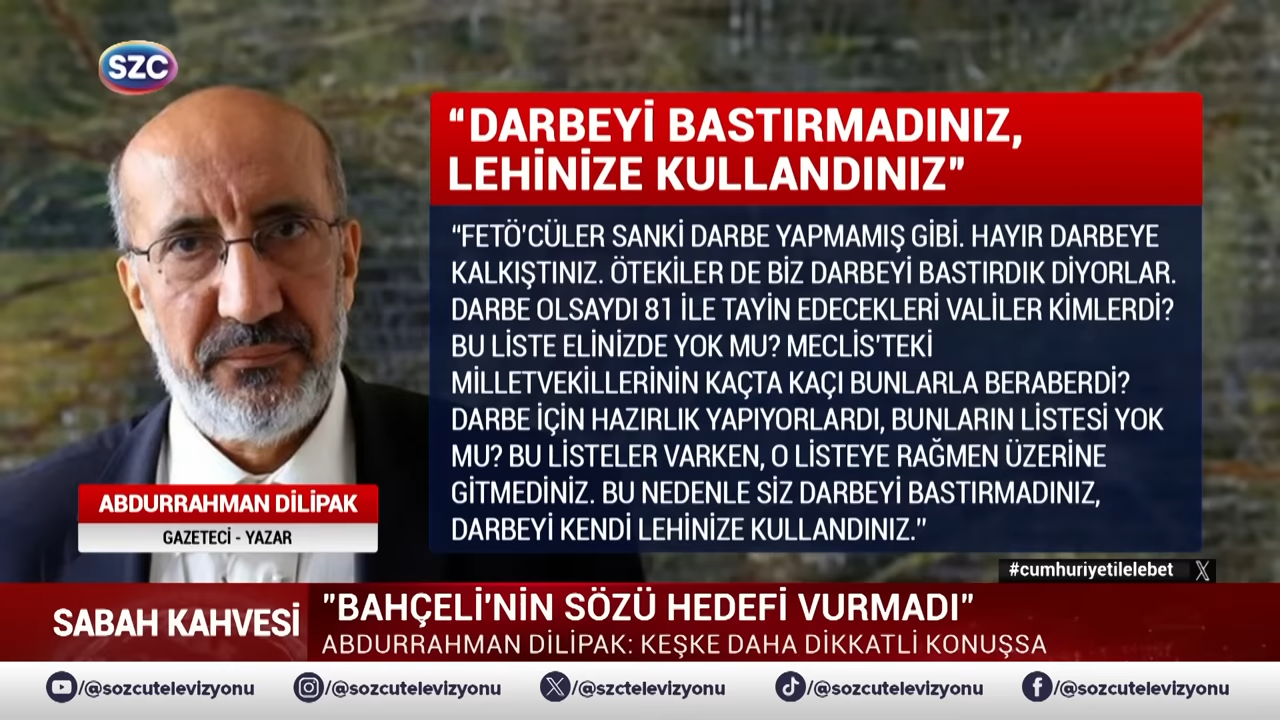 SZC
“DARBEYİ BASTIRMADINIZ,
LEHİNİZE KULLANDINIZ”
“FETÖ’CÜLER SANKİ DARBE YAPMAMIŞ GİBİ. HAYIR DARBEYE
KALKIŞTINIZ. ÖTEKİLER DE BİZ DARBEYİ BASTIRDIK DİYORLAR.
DARBE OLSAYDI 81 İLE TAYİN EDECEKLERİ VALİLER KİMLERDİ?
BU LİSTE ELİNİZDE YOK MU? MECLİS’TEKİ
MİLLETVEKİLLERİNİN KAÇTA KAÇI BUNLARLA BERABERDİ?
DARBE İÇİN HAZIRLIK YAPIYORLARDI, BUNLARIN LİSTESİ YOK
MU? BU LİSTELER VARKEN, O LİSTEYE RAĞMEN ÜZERİNE
GİTMEDİNİZ. BU NEDENLE SİZ DARBEYİ BASTIRMADINIZ,
DARBEYİ KENDİ LEHİNİZE KULLANDINIZ.”
ABDURRAHMAN DİLİPAK
GAZETECİ - YAZAR
#cumhuriyetilelebet X
SABAH KAHVESİ
"BAHÇELİ'NİN SÖZÜ HEDEFİ VURMADI"
ABDURRAHMAN DİLİPAK: KEŞKE DAHA DİKKATLİ KONUŞSA
/@sozcutelevizyonu /@sozcutelevizyonu /@szctelevizyonu /@sozcutelevizyonu /@sozcutelevizyonu